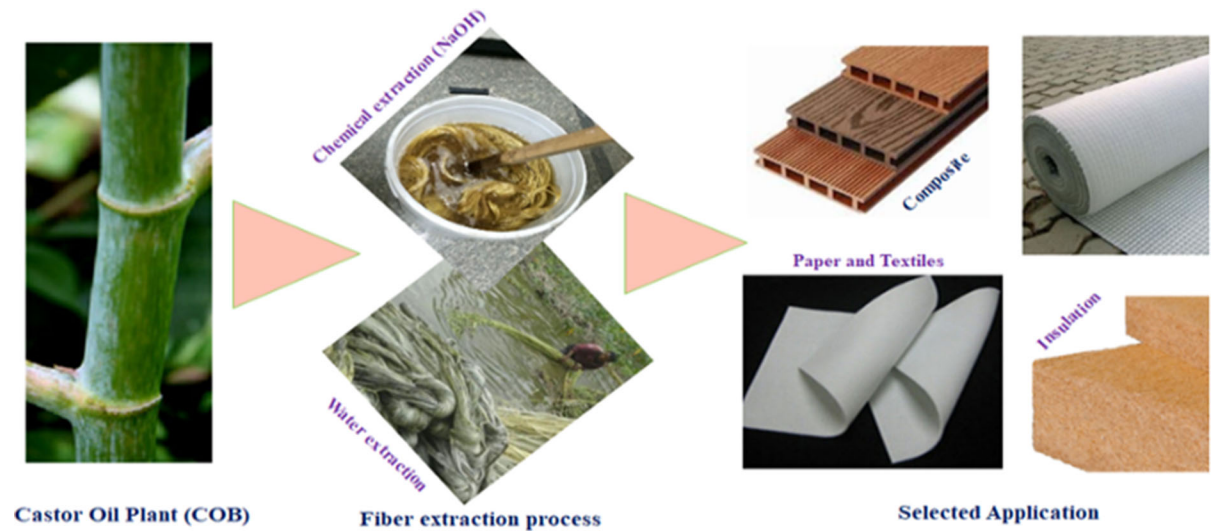 Chemical extraction (NaOH)
Water extraction
Composite
Paper and Textiles
Insulation
Castor Oil Plant (COB)
Fiber extraction process
Selected Application